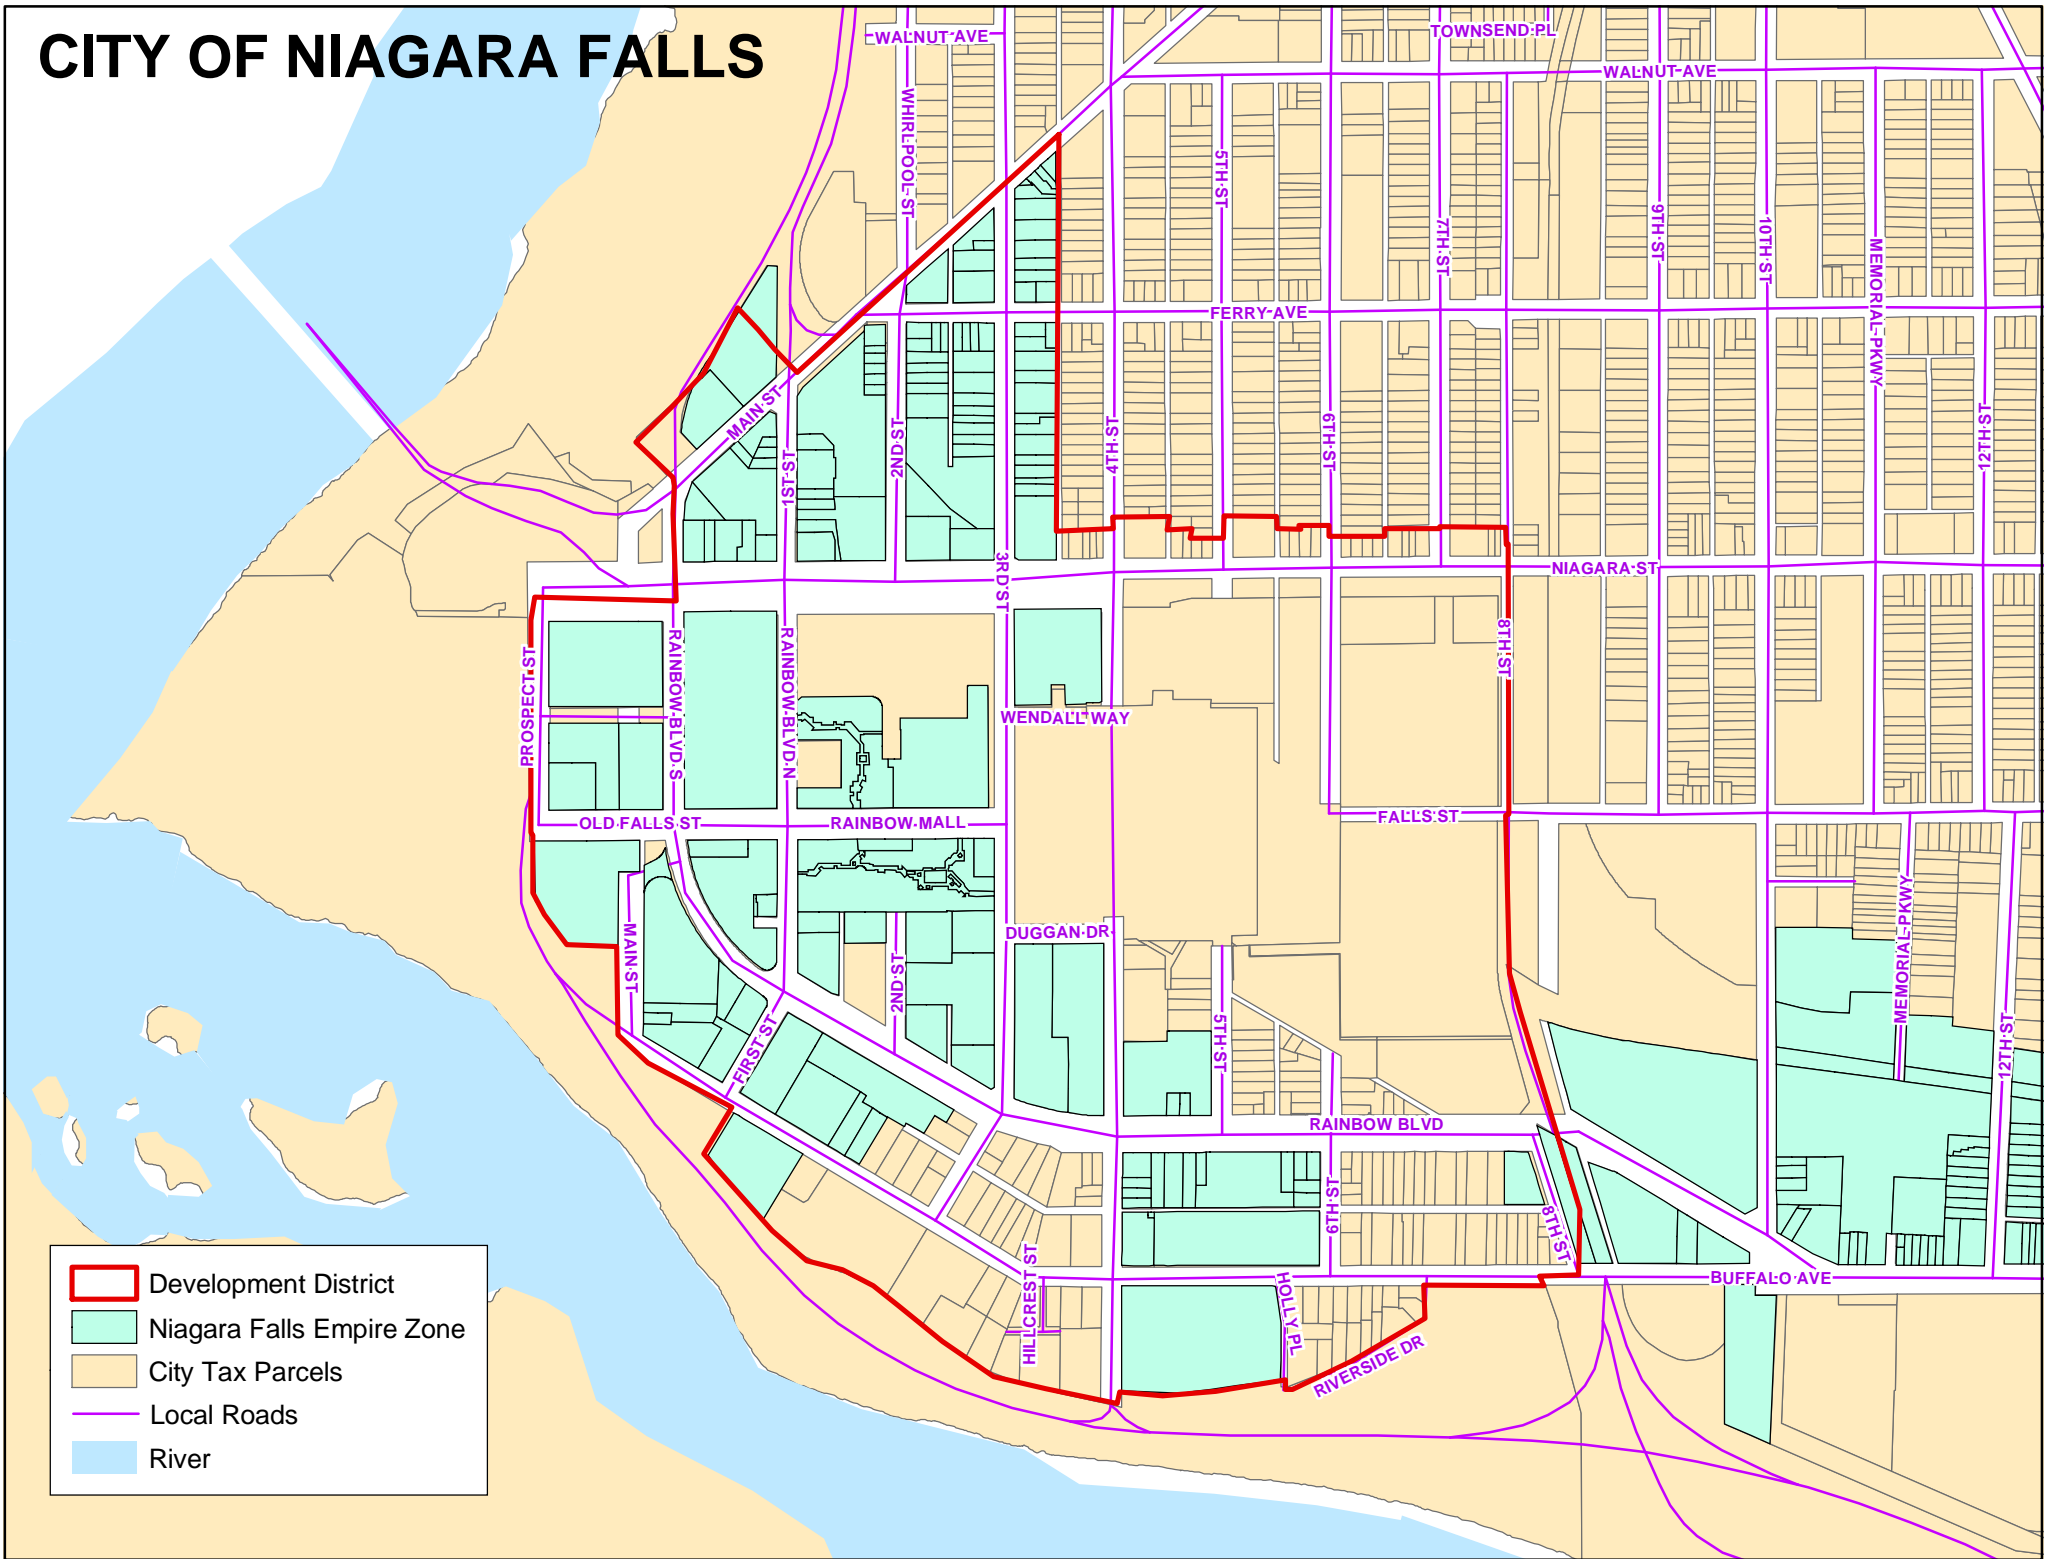 CITY OF NIAGARA FALLS
WALNUT AVE
TOWNSEND PL
WALNUT AVE
WHIRLPOOL ST
5TH ST
7TH ST
9TH ST
10TH ST
MEMORIAL PKWY
FERRY AVE
MAIN ST
1ST ST
2ND ST
4TH ST
6TH ST
12TH ST
3RD ST
NIAGARA ST
PROSPECT ST
RAINBOW BLVD S
RAINBOW BLVD N
8TH ST
WENDALL WAY
OLD FALLS ST
RAINBOW MALL
FALLS ST
MAIN ST
2ND ST
DUGGAN DR
MEMORIAL PKWY
FIRST ST
5TH ST
12TH ST
RAINBOW BLVD
6TH ST
8TH ST
HILLCREST ST
HOLLY PL
BUFFALO AVE
RIVERSIDE DR
Development District
Niagara Falls Empire Zone
City Tax Parcels
Local Roads
River